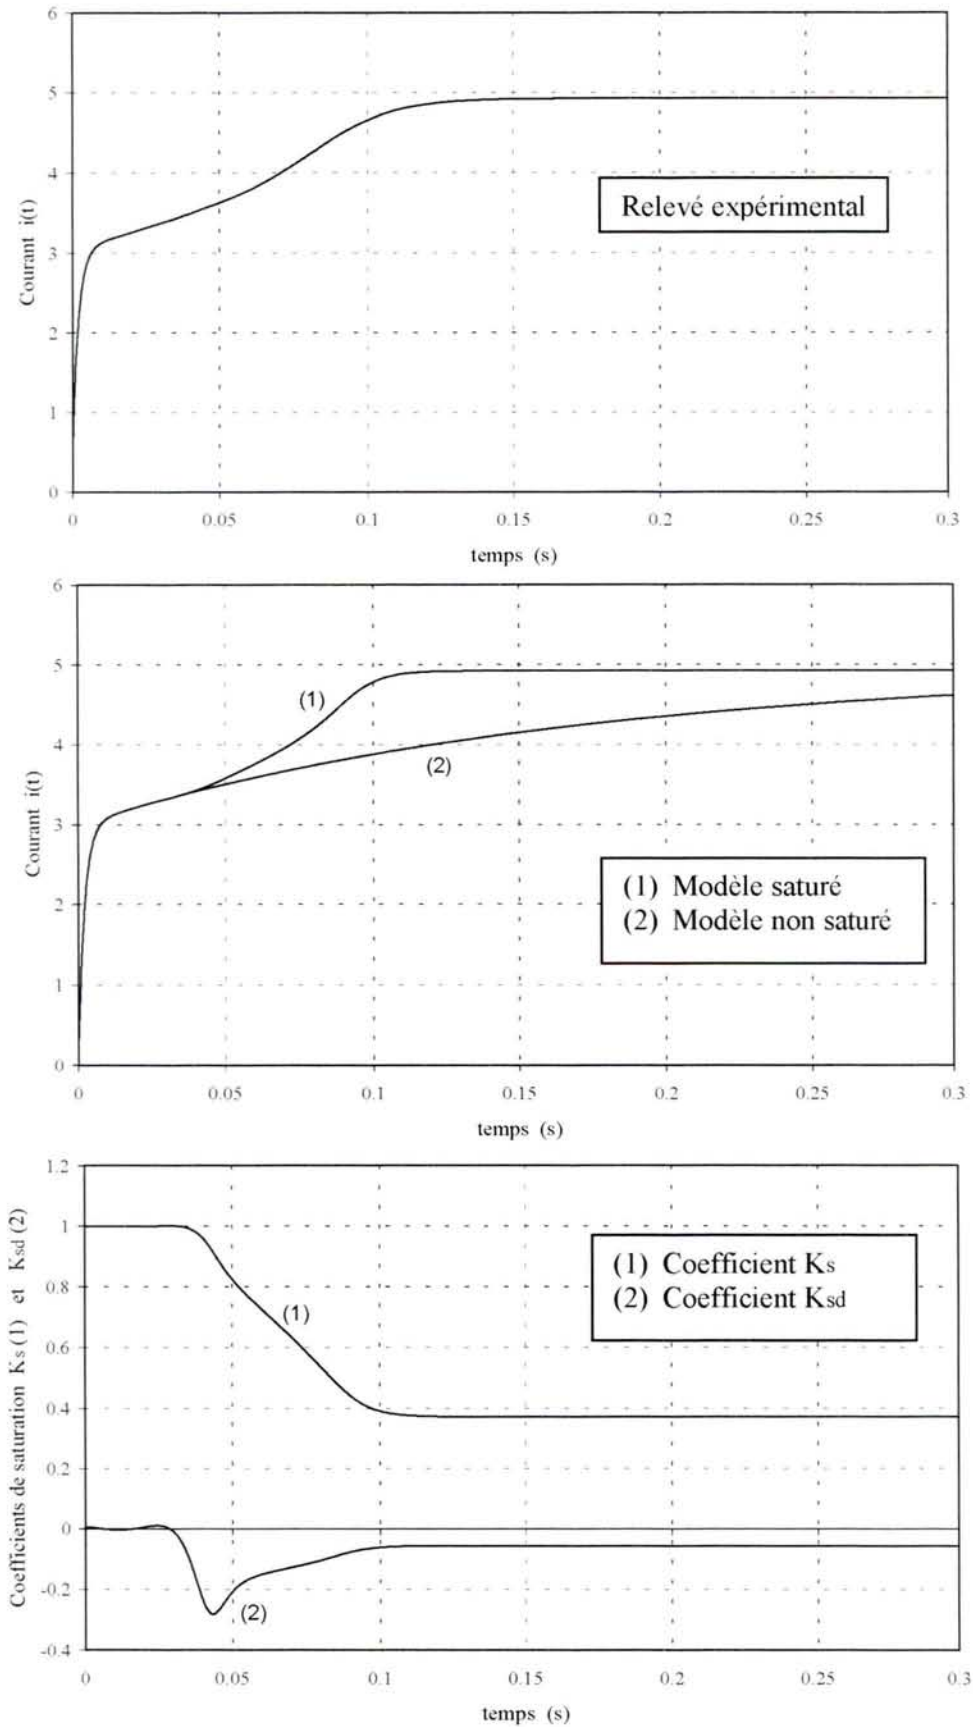 6
5
4
3
2
1
0
Courant i(t)
Relevé expérimental
0 0.05 0.1 0.15 0.2 0.25 0.3
temps (s)
6
5
4
3
2
1
0
Courant i(t)
(1)
(2)
(1) Modèle saturé
(2) Modèle non saturé
0 0.05 0.1 0.15 0.2 0.25 0.3
temps (s)
1.2
1
0.8
0.6
0.4
0.2
0
-0.2
-0.4
Coefficients de saturation Ks (1) et Ksd (2)
(1) Coefficient Ks
(2) Coefficient Ksd
(1)
(2)
0 0.05 0.1 0.15 0.2 0.25 0.3
temps (s)